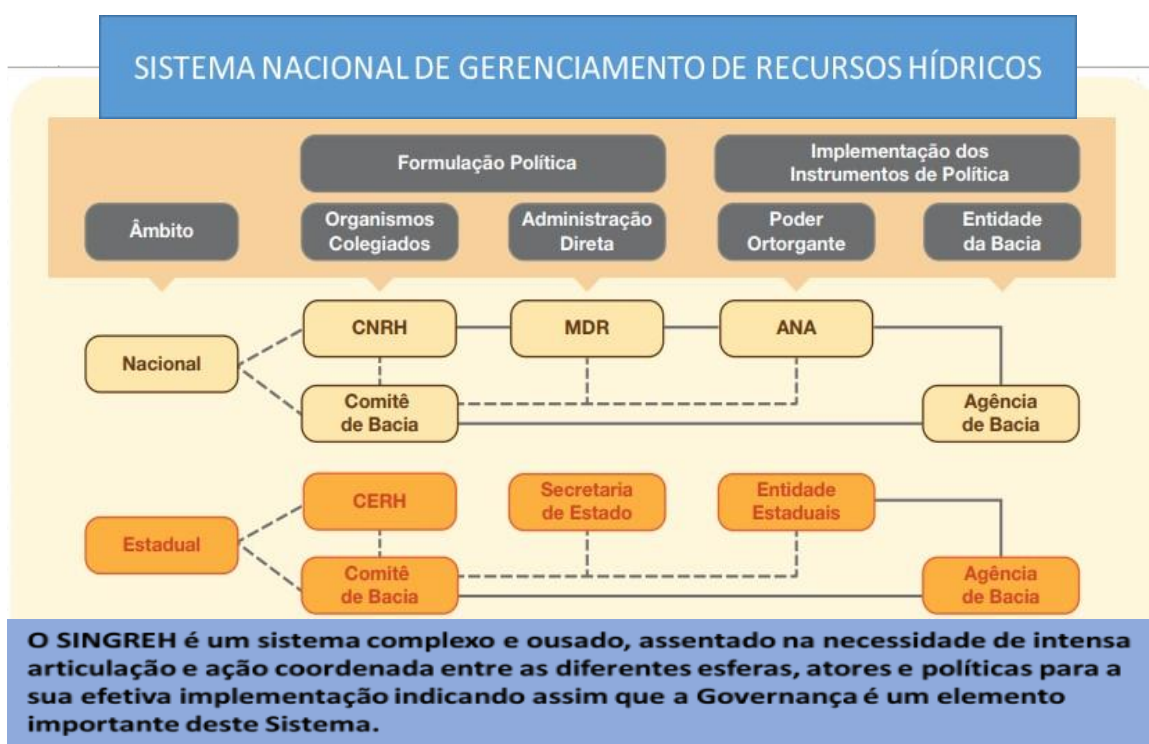 SISTEMA NACIONAL DE GERENCIAMENTO DE RECURSOS HÍDRICOS
Formulação Política
Implementação dos
Instrumentos de Política
Âmbito
Organismos
Colegiados
Administração
Direta
Poder
Ortorgante
Entidade
da Bacia
Nacional
CNRH
MDR
ANA
Comitê
de Bacia
Agência
de Bacia
Estadual
CERH
Secretaria
de Estado
Entidade
Estaduais
Comitê
de Bacia
Agência
de Bacia
O SINGREH é um sistema complexo e ousado, assentado na necessidade de intensa
articulação e ação coordenada entre as diferentes esferas, atores e políticas para a
sua efetiva implementação indicando assim que a Governança é um elemento
importante deste Sistema.